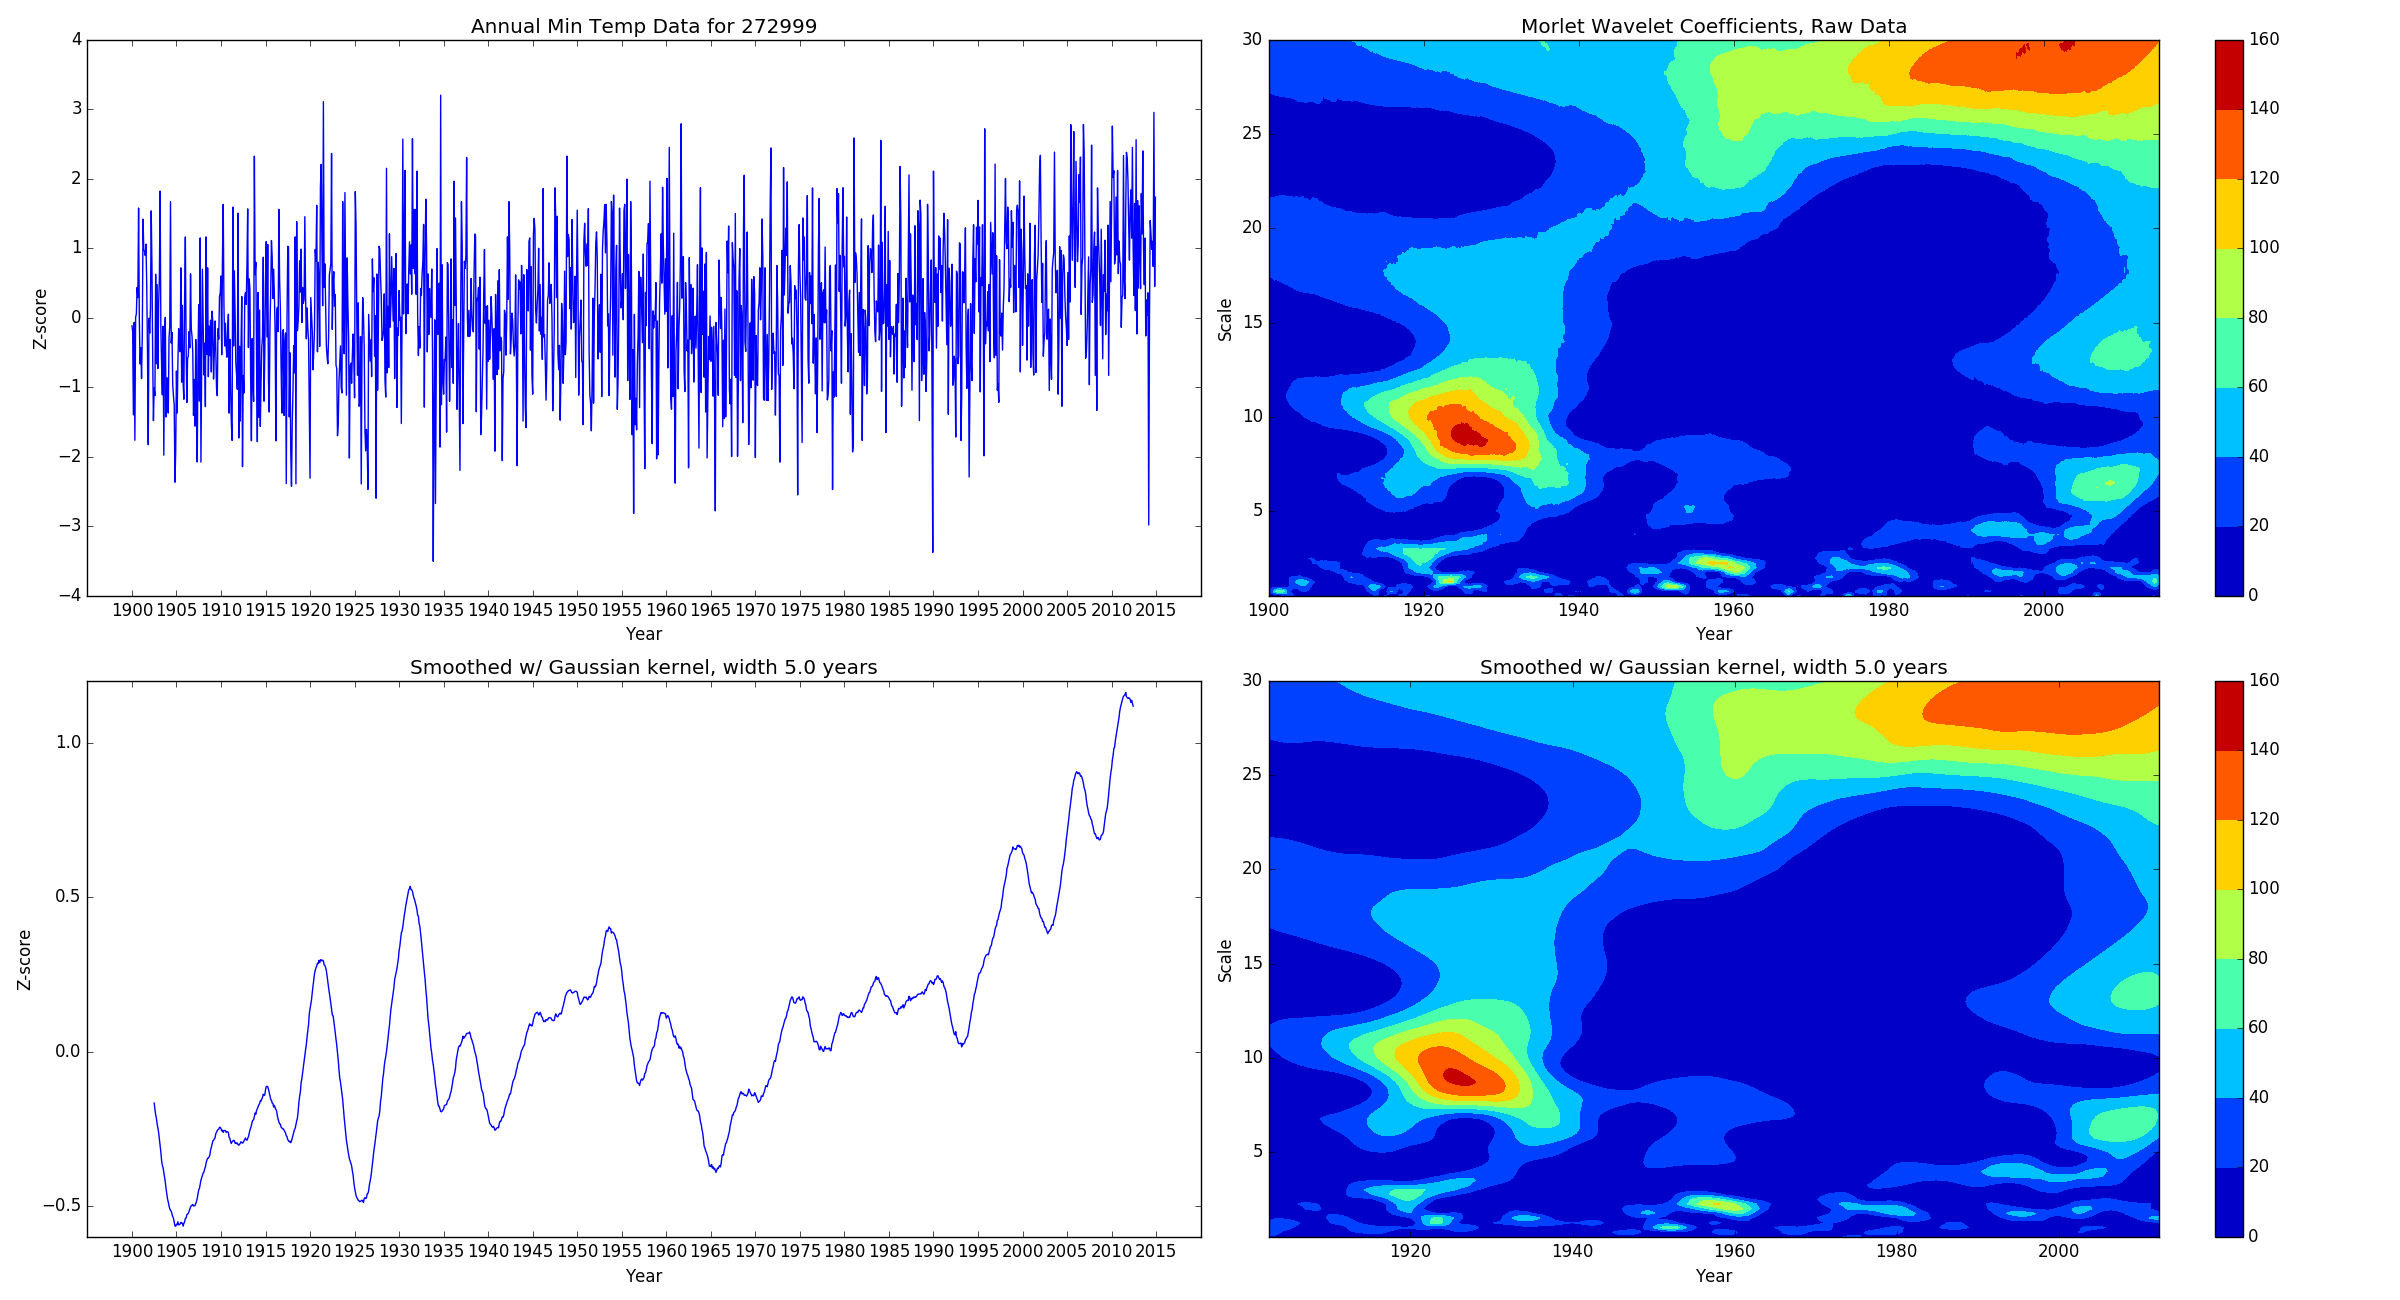 Annual Min Temp Data for 272999
4
3
2
1
0
−1
−2
−3
−4
Z-score
1900 1905 1910 1915 1920 1925 1930 1935 1940 1945 1950 1955 1960 1965 1970 1975 1980 1985 1990 1995 2000 2005 2010 2015
Year
Morlet Wavelet Coefficients, Raw Data
30
25
20
15
10
5
Scale
1900 1920 1940 1960 1980 2000
Year
160
140
120
100
80
60
40
20
0
Smoothed w/ Gaussian kernel, width 5.0 years
1.0
0.5
0.0
−0.5
Z-score
1900 1905 1910 1915 1920 1925 1930 1935 1940 1945 1950 1955 1960 1965 1970 1975 1980 1985 1990 1995 2000 2005 2010 2015
Year
Smoothed w/ Gaussian kernel, width 5.0 years
30
25
20
15
10
5
Scale
1920 1940 1960 1980 2000
Year
160
140
120
100
80
60
40
20
0